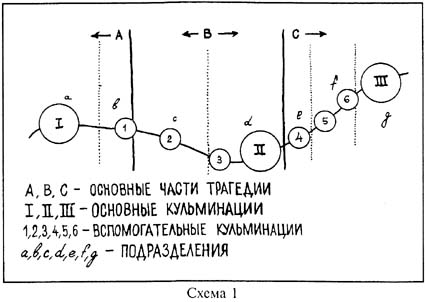 A B C
a b c d e f g
I 1 2 3 II 4 5 6 III
A, B, C - ОСНОВНЫЕ ЧАСТИ ТРАГЕДИИ
I, II, III - ОСНОВНЫЕ КУЛЬМИНАЦИИ
1,2,3,4,5,6 - ВСПОМОГАТЕЛЬНЫЕ КУЛЬМИНАЦИИ
a,b,c,d,e,f,g - ПОДРАЗДЕЛЕНИЯ
Схема 1